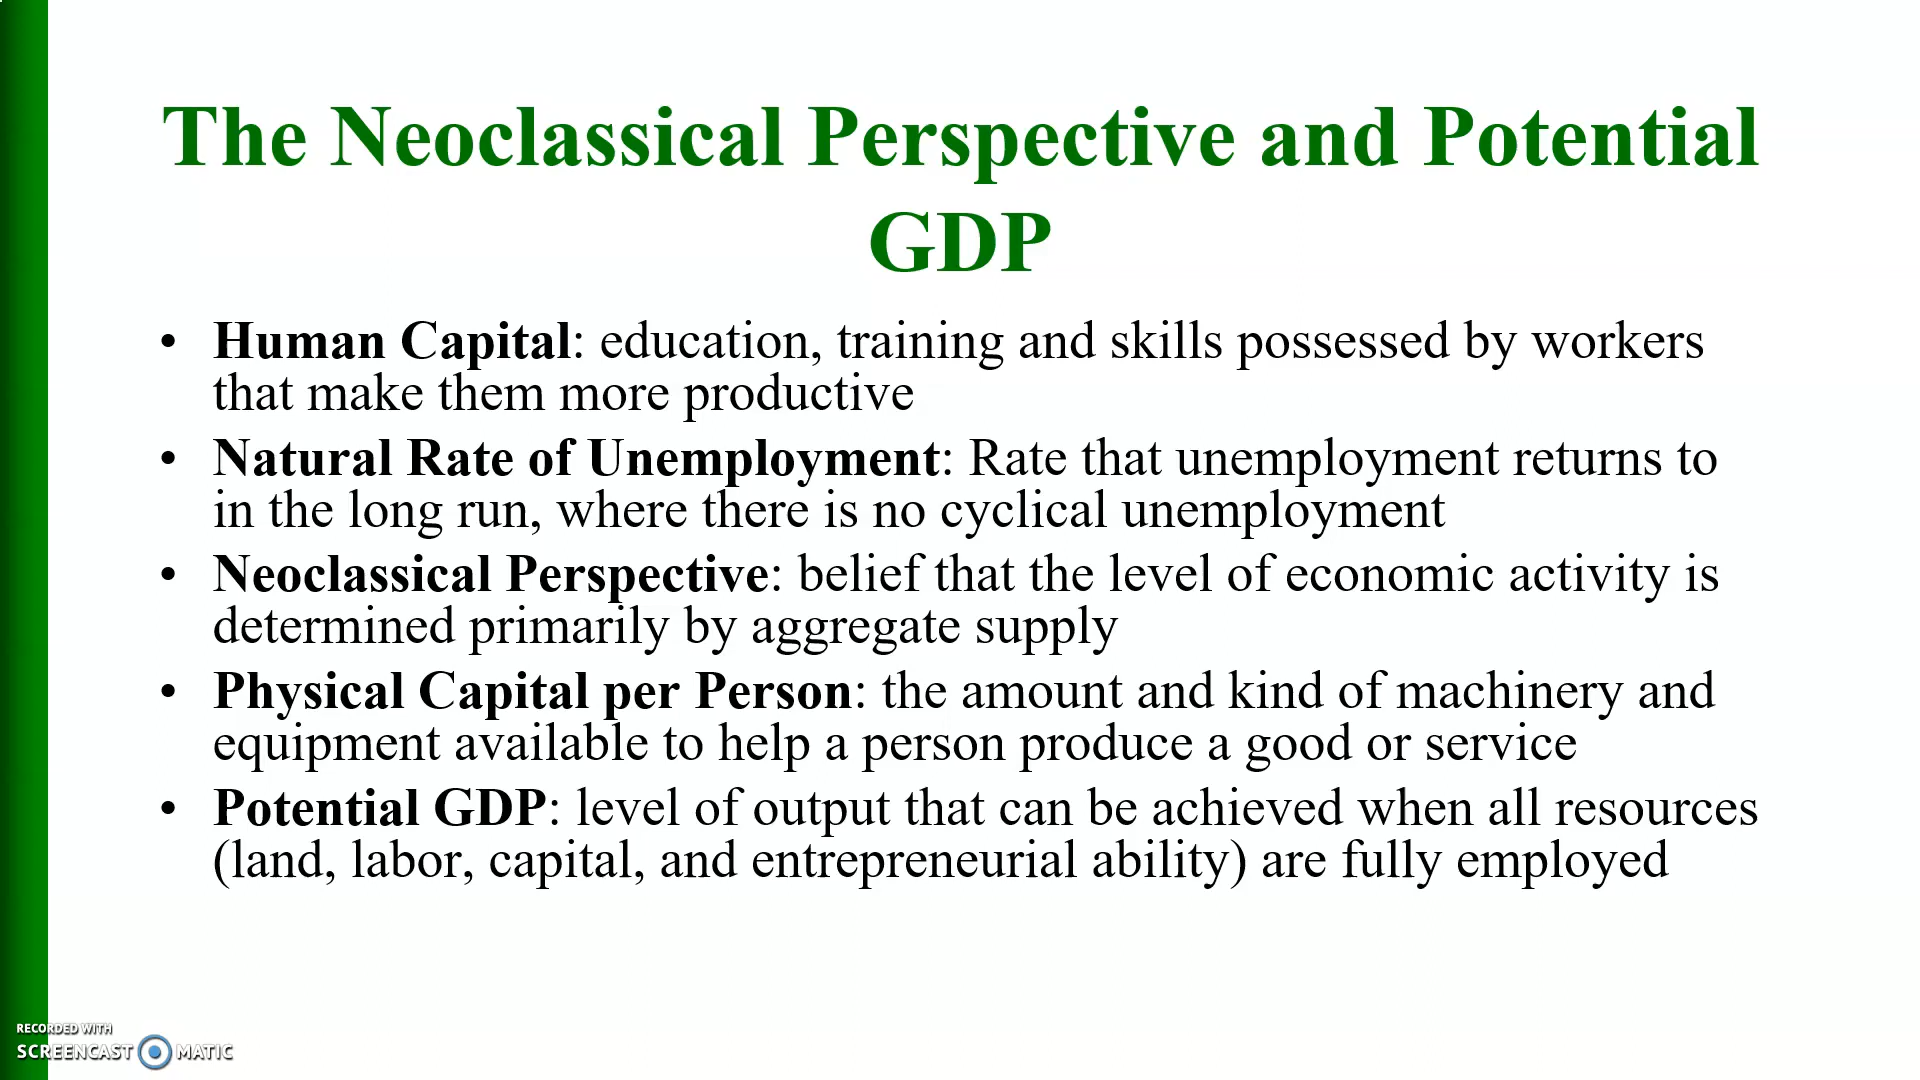 The Neoclassical Perspective and Potential
GDP
• Human Capital: education, training and skills possessed by workers
that make them more productive
• Natural Rate of Unemployment: Rate that unemployment returns to
in the long run, where there is no cyclical unemployment
• Neoclassical Perspective: belief that the level of economic activity is
determined primarily by aggregate supply
• Physical Capital per Person: the amount and kind of machinery and
equipment available to help a person produce a good or service
• Potential GDP: level of output that can be achieved when all resources
(land, labor, capital, and entrepreneurial ability) are fully employed
RECORDED WITH
SCREENCAST MATIC